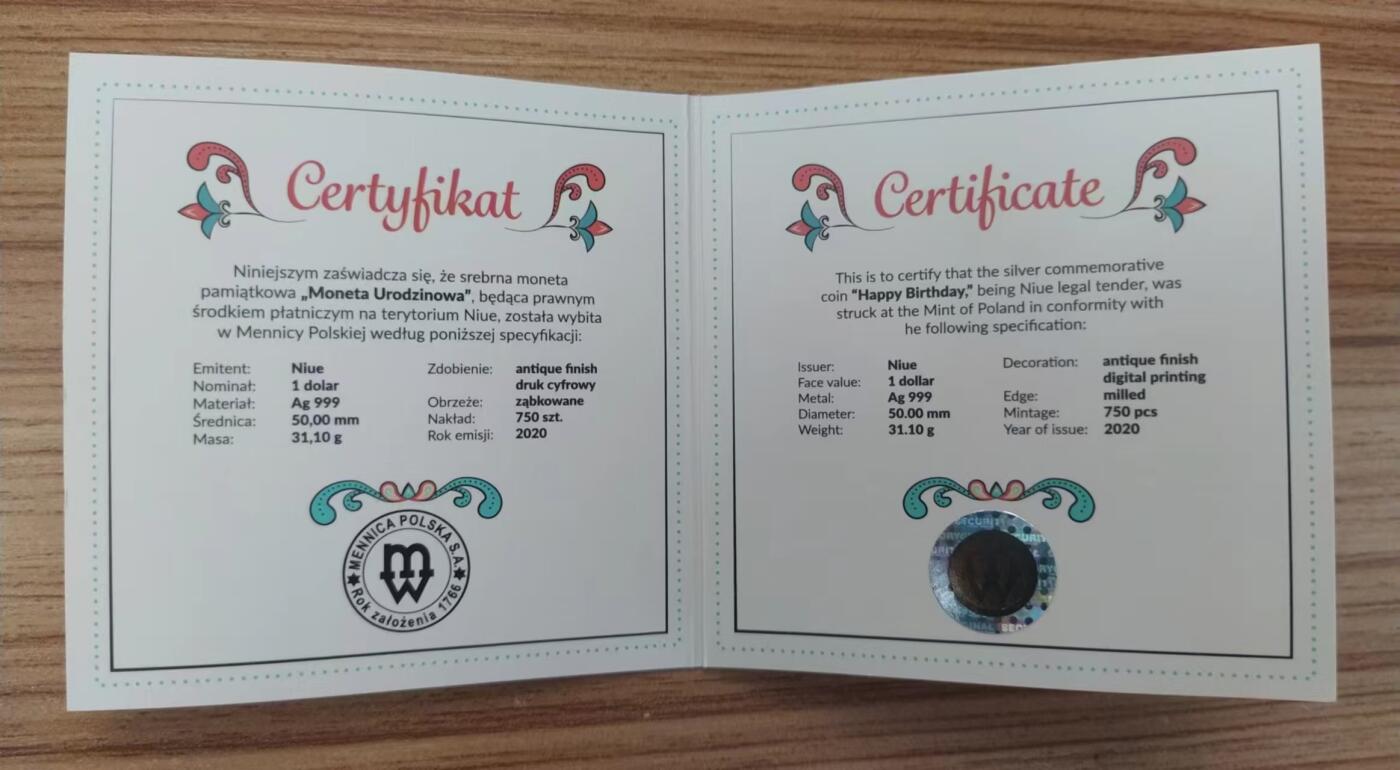 Certyfikat
Niniejszym zaświadcza się, że srebrna moneta
pamiątkowa „Moneta Urodzinowa”, będąca prawnym
środkiem płatniczym na terytorium Niue, została wybita
w Mennicy Polskiej według poniższej specyfikacji:
Emitent: Niue
Nominał: 1 dolar
Materiał: Ag 999
Średnica: 50,00 mm
Masa: 31,10 g
Zdobienie: antique finish
druk cyfrowy
Obrzeże: ząbkowane
Nakład: 750 szt.
Rok emisji: 2020
MENNICA POLSKA S.A.
mw
Rok założenia 1766
Certificate
This is to certify that the silver commemorative
coin “Happy Birthday,” being Niue legal tender, was
struck at the Mint of Poland in conformity with
he following specification:
Issuer: Niue
Face value: 1 dollar
Metal: Ag 999
Diameter: 50.00 mm
Weight: 31.10 g
Decoration: antique finish
digital printing
Edge: milled
Mintage: 750 pcs
Year of issue: 2020